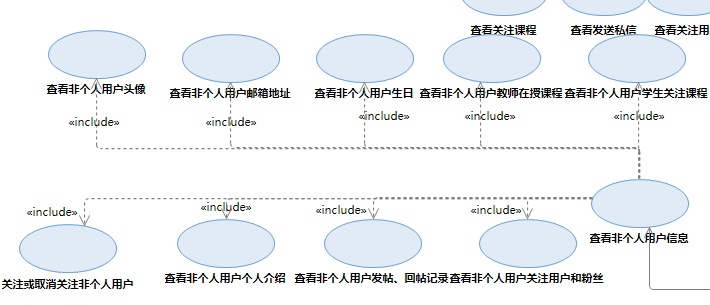 查看关注课程
查看发送私信
查看关注用
查看非个人用户头像
查看非个人用户邮箱地址
查看非个人用户生日
查看非个人用户教师在授课程
查看非个人用户学生关注课程
«include»
«include»
«include»
«include»
«include»
«include»
«include»
«include»
«include»
查看非个人用户信息
关注或取消关注非个人用户
查看非个人用户个人介绍
查看非个人用户发帖、回帖记录
查看非个人用户关注用户和粉丝